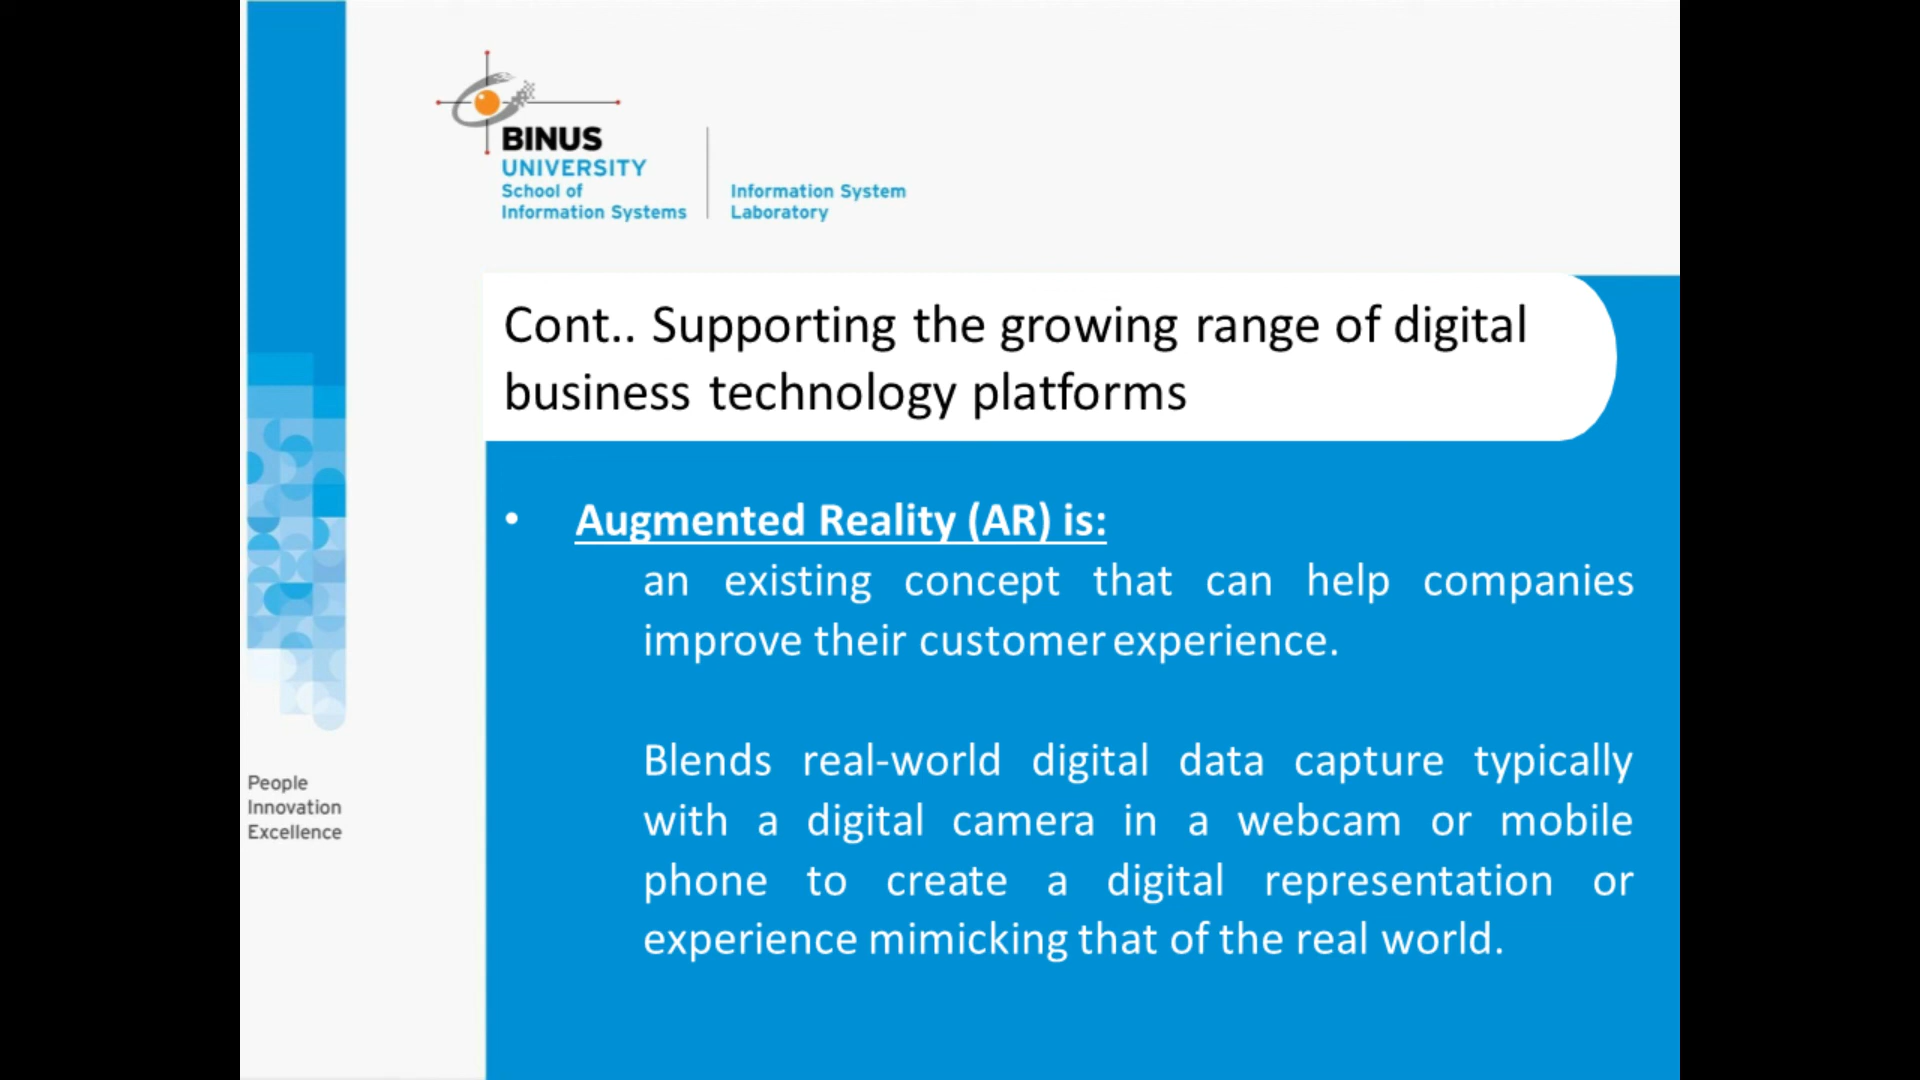 BINUS
UNIVERSITY
School of
Information Systems
Information System
Laboratory
Cont.. Supporting the growing range of digital
business technology platforms
• Augmented Reality (AR) is:
an existing concept that can help companies
improve their customer experience.
Blends real-world digital data capture typically
with a digital camera in a webcam or mobile
phone to create a digital representation or
experience mimicking that of the real world.
People
Innovation
Excellence